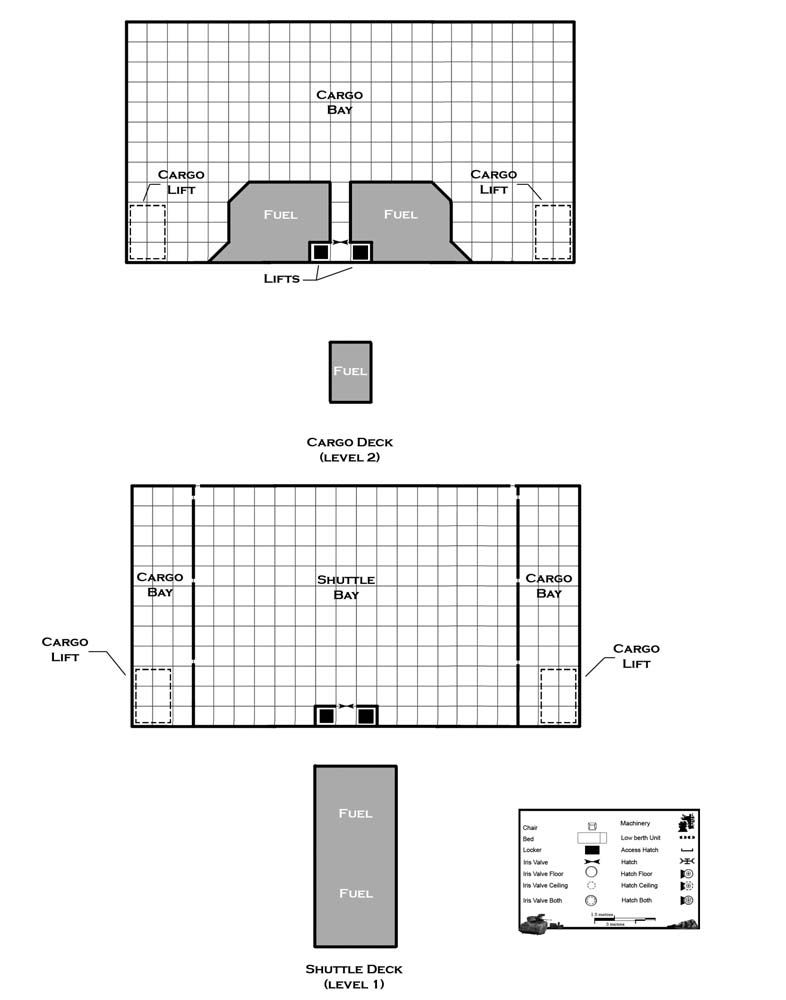 Cargo
Bay
Cargo
Lift
Cargo
Lift
Fuel
Fuel
Lifts
Fuel
Cargo Deck
(level 2)
Cargo
Bay
Shuttle
Bay
Cargo
Bay
Cargo
Lift
Cargo
Lift
Fuel
Fuel
Shuttle Deck
(level 1)
Chair
Machinery
Bed
Low berth Unit
Locker
Access Hatch
Iris Valve
Hatch
Iris Valve Floor
Hatch Floor
Iris Valve Ceiling
Hatch Ceiling
Iris Valve Both
Hatch Both
1.5 metres
3 metres